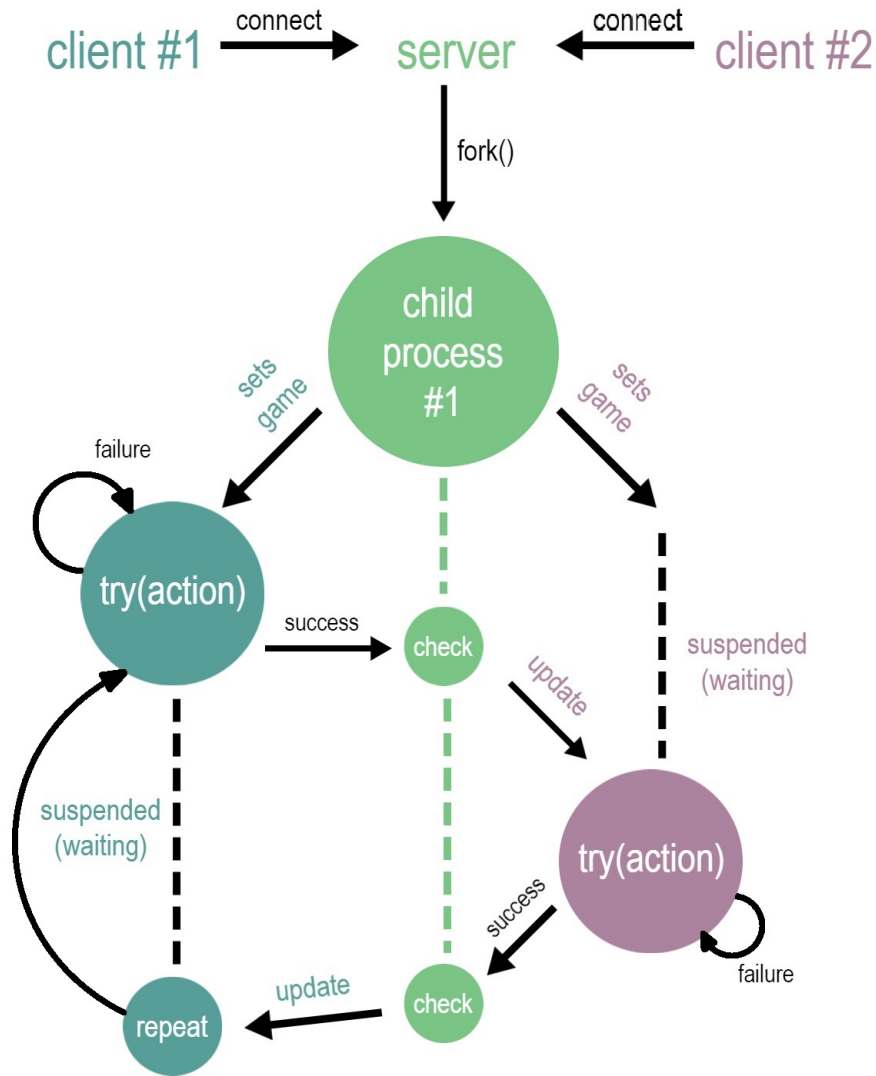 connect
connect
client #1
server
client #2
fork()
child
process
#1
sets
game
sets
game
failure
try(action)
success
check
update
suspended
(waiting)
suspended
(waiting)
try(action)
success
failure
update
check
repeat